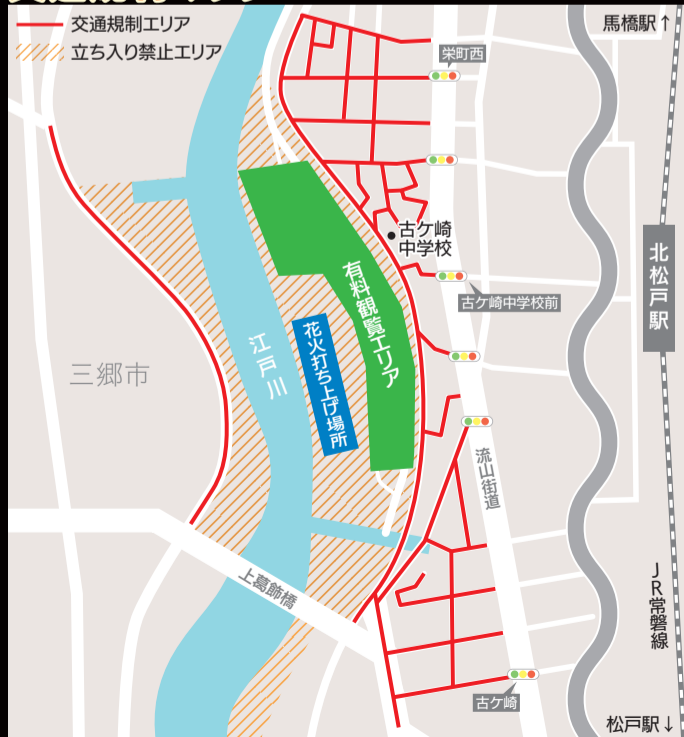 交通規制エリア
立ち入り禁止エリア
馬橋駅↑
栄町西
古ケ崎
中学校
北松戸駅
古ケ崎中学校前
有料観覧エリア
花火打ち上げ場所
江戸川
三郷市
流山街道
上葛飾橋
JR常磐線
古ケ崎
松戸駅↓